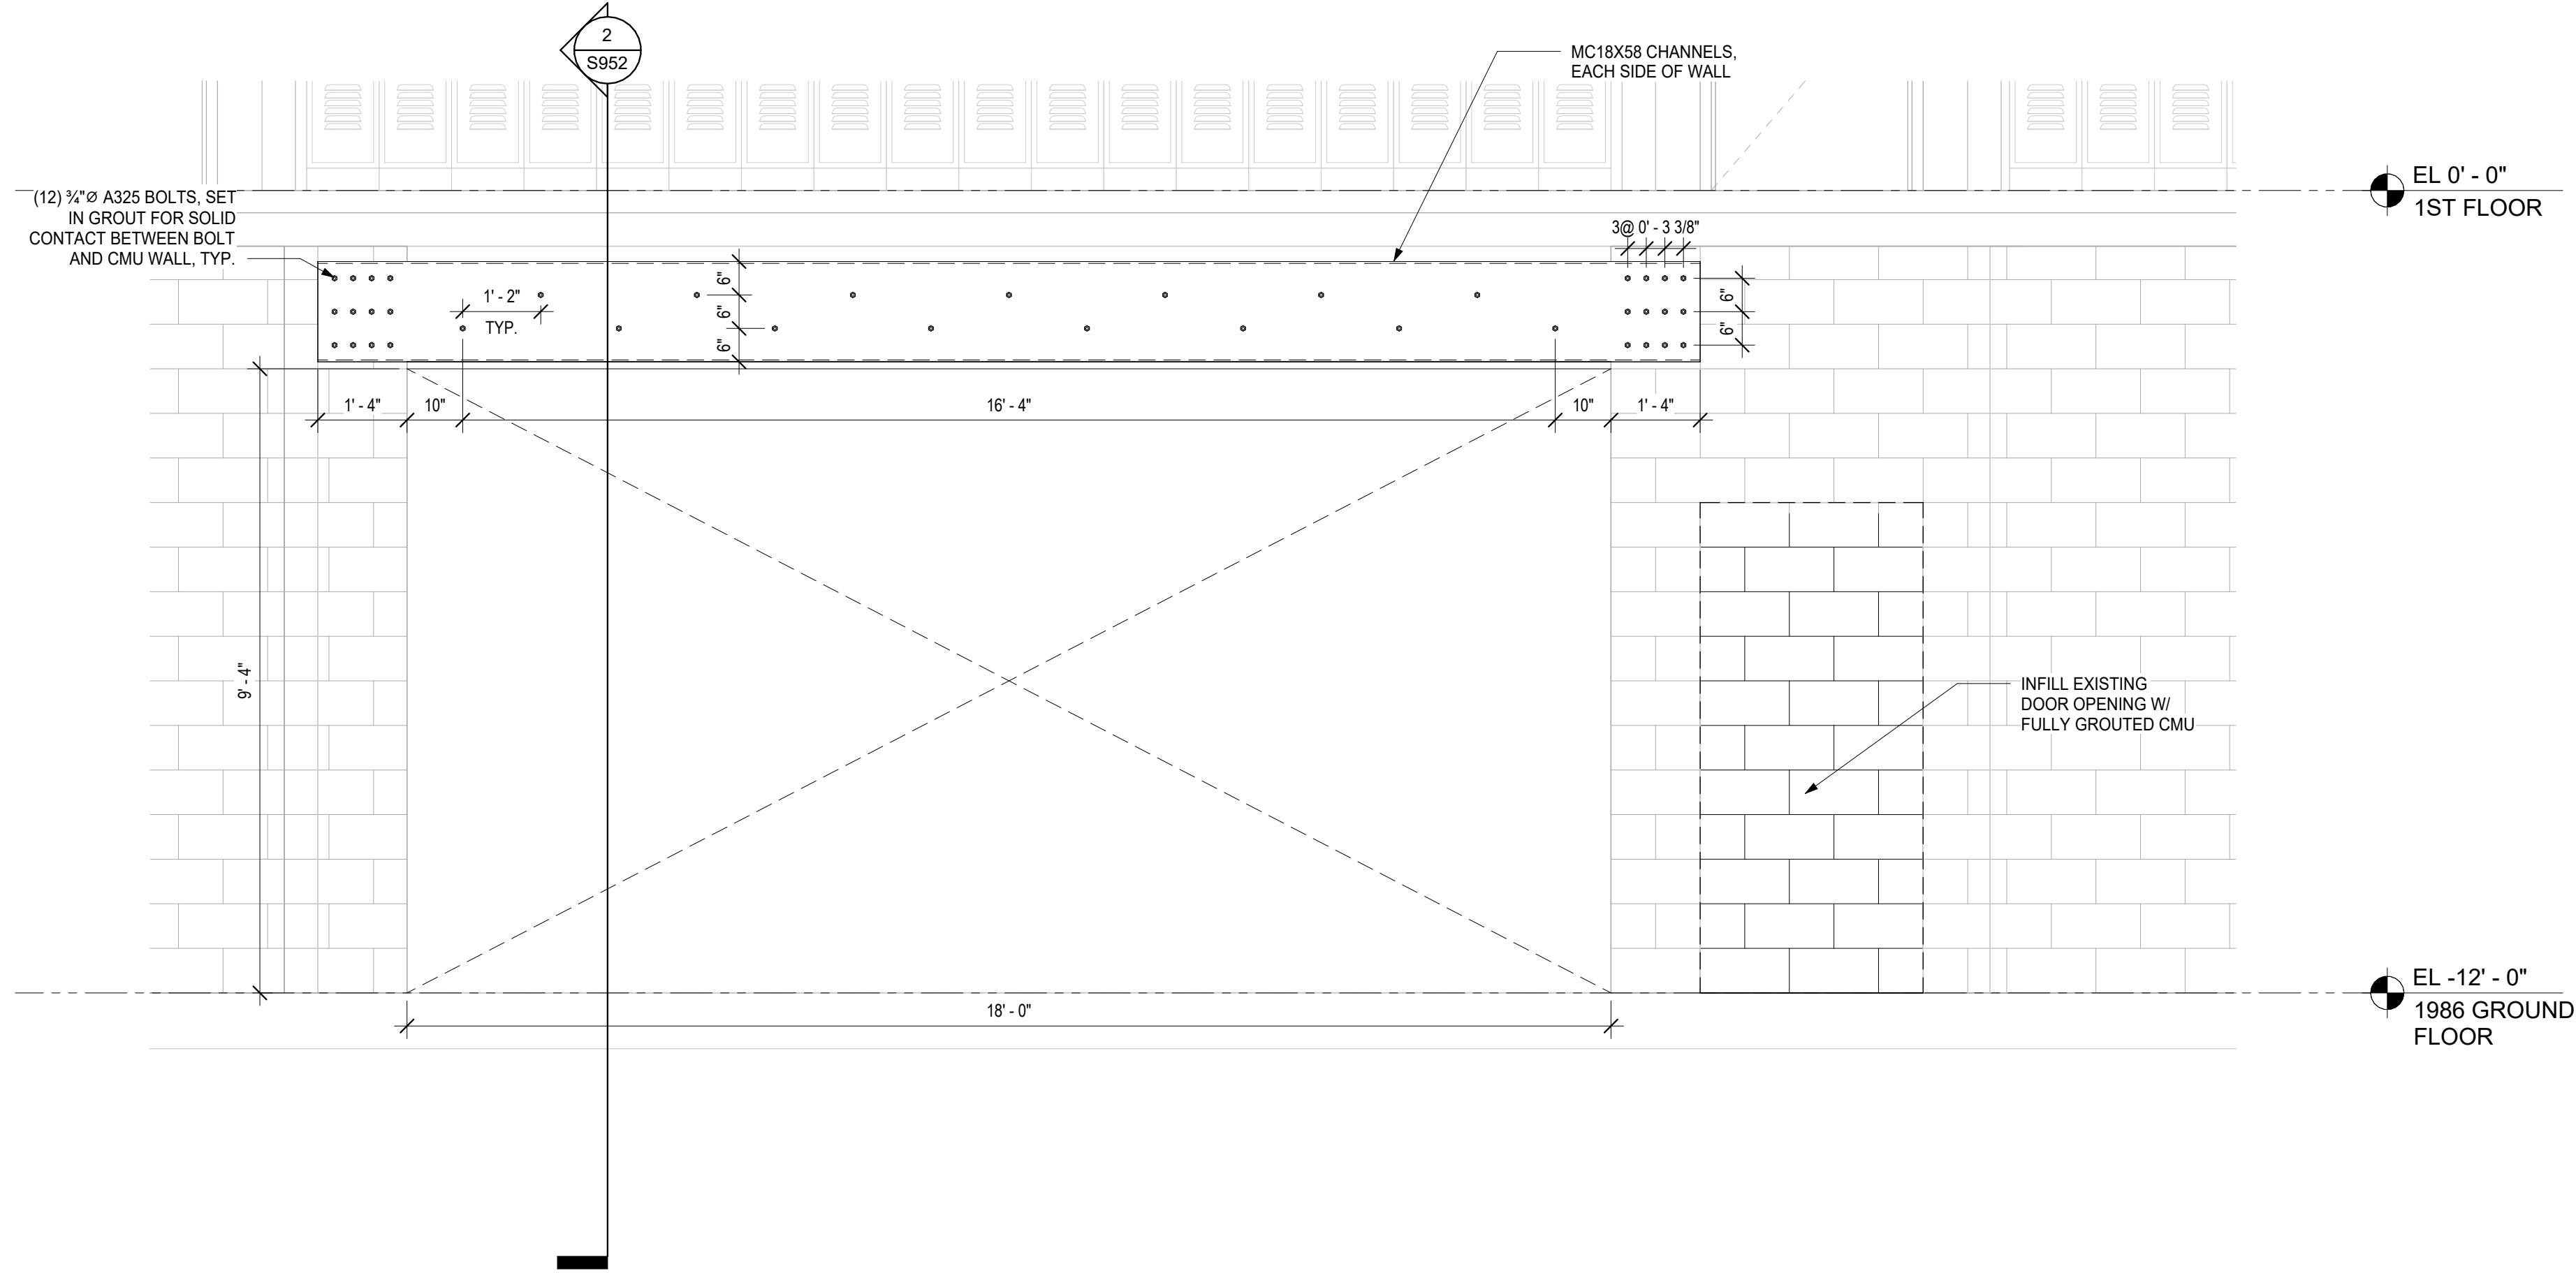 2
S952
MC18X58 CHANNELS,
EACH SIDE OF WALL
EL 0' - 0"
1ST FLOOR
(12) ¾"Ø A325 BOLTS, SET
IN GROUT FOR SOLID
CONTACT BETWEEN BOLT
AND CMU WALL, TYP.
3@ 0' - 3 3/8"
6"
6"
6"
6"
6"
1' - 2"
TYP.
1' - 4"
10"
16' - 4"
10"
1' - 4"
9' - 4"
INFILL EXISTING
DOOR OPENING W/
FULLY GROUTED CMU
18' - 0"
EL -12' - 0"
1986 GROUND
FLOOR